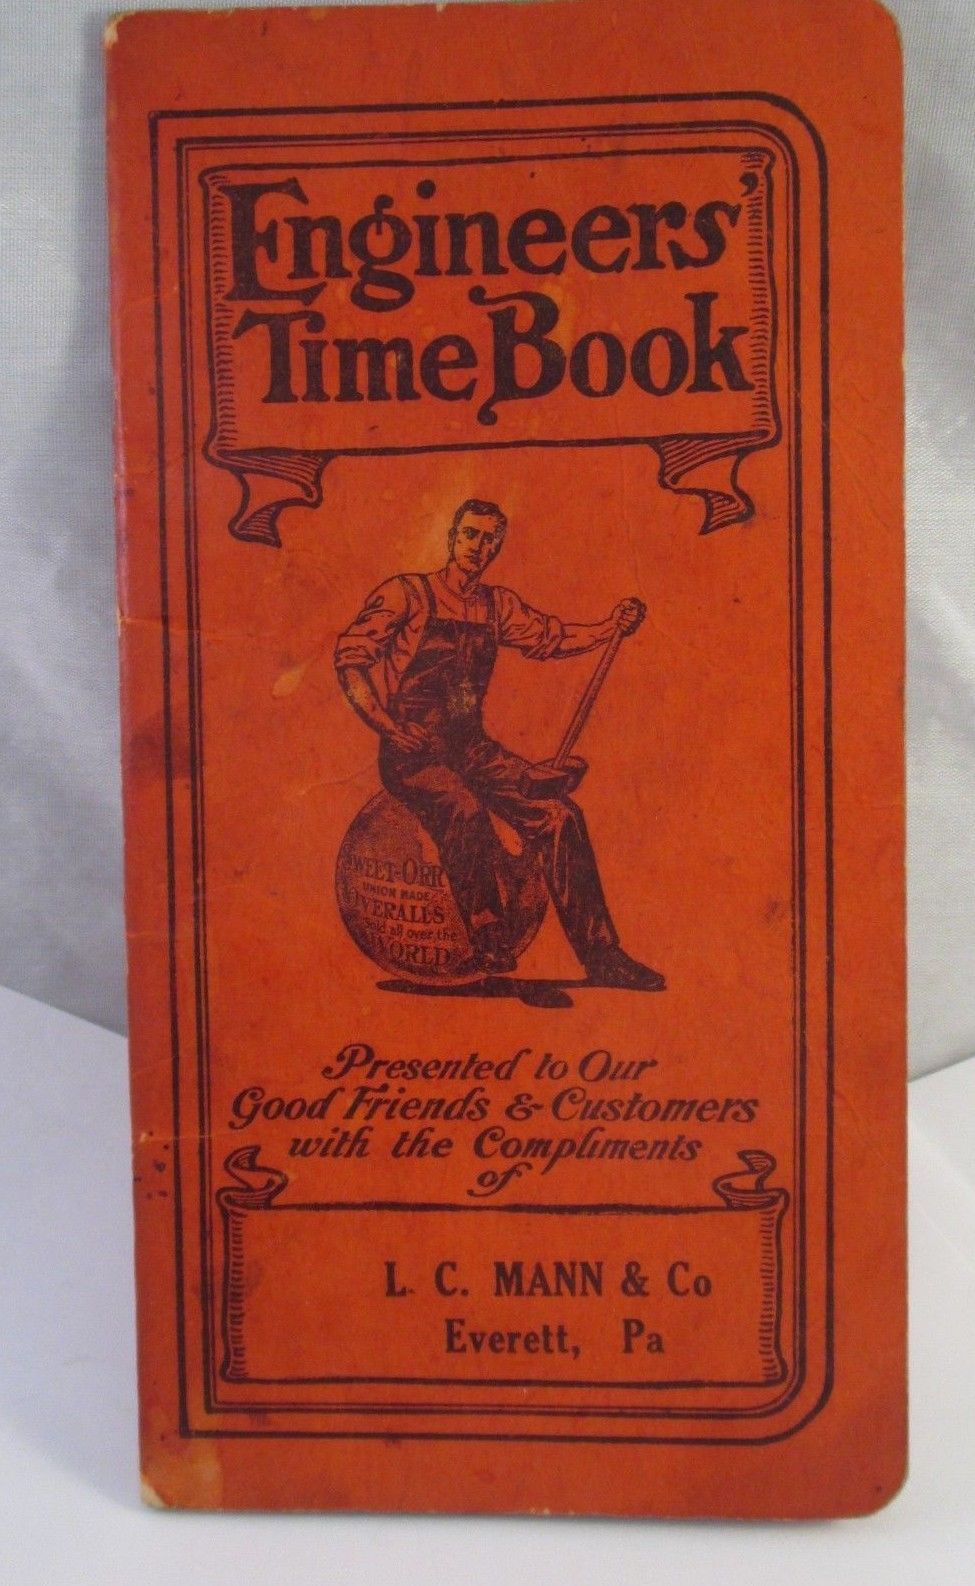 Engineers'
Time Book
SWEET-ORR
UNION MADE
OVERALLS
Sold all over the
WORLD
Presented to Our
Good Friends & Customers
with the Compliments
of
L. C. MANN & Co
Everett, Pa